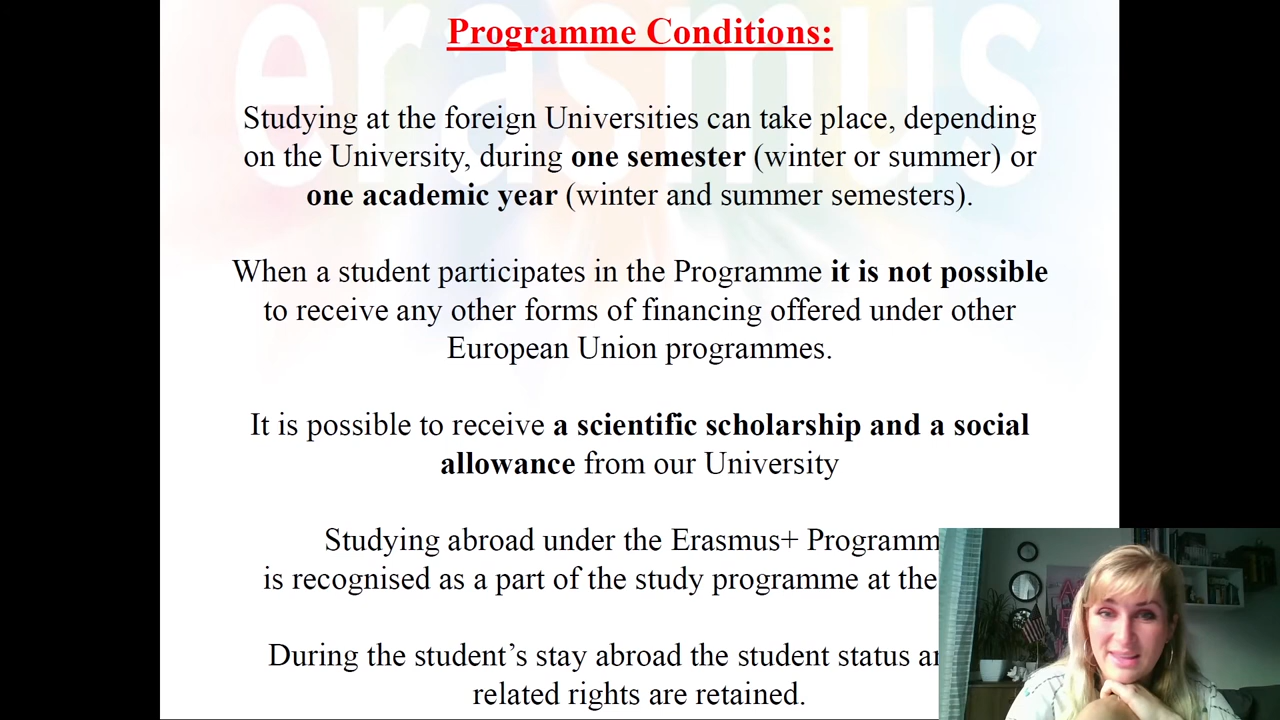 Programme Conditions:
erasmus
Studying at the foreign Universities can take place, depending
on the University, during one semester (winter or summer) or
one academic year (winter and summer semesters).
When a student participates in the Programme it is not possible
to receive any other forms of financing offered under other
European Union programmes.
It is possible to receive a scientific scholarship and a social
allowance from our University
Studying abroad under the Erasmus+
is recognised as a part of the study programme at the
During the student’s stay abroad the student status
related rights are retained.